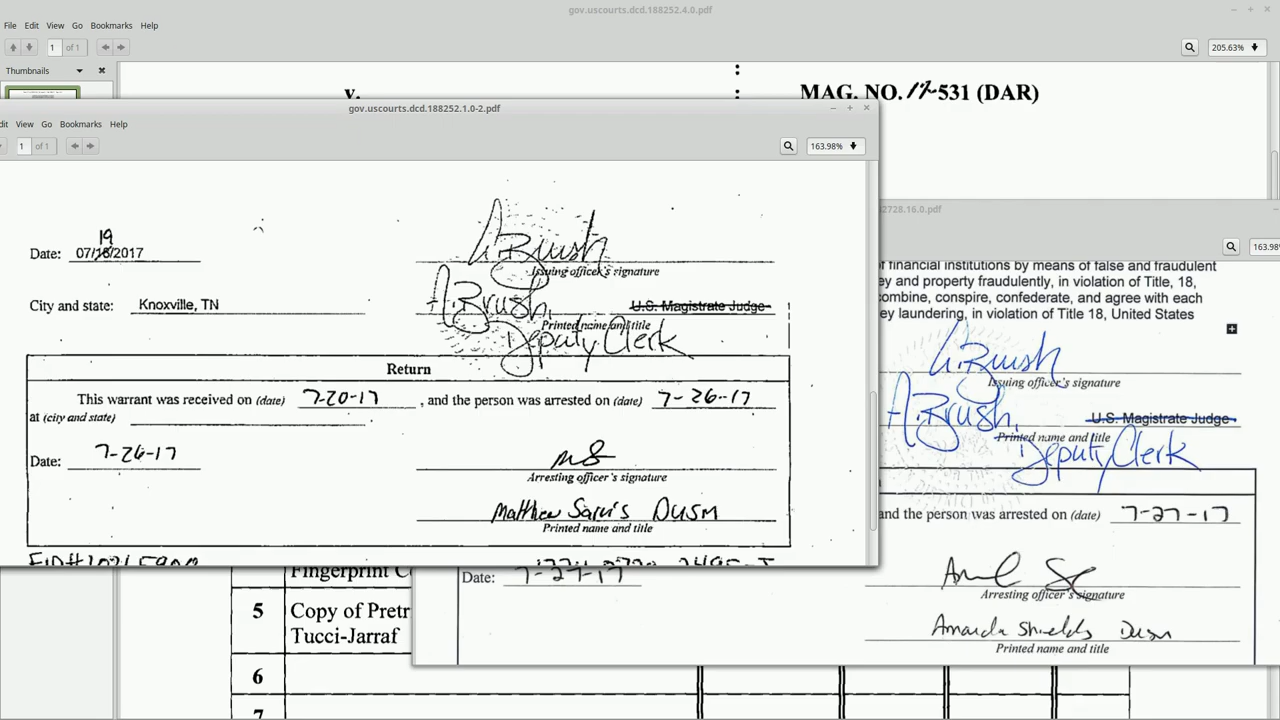 gov.uscourts.dcd.188252.4.0.pdf
File Edit View Go Bookmarks Help
1 of 1
205.63%
Thumbnails
v.
:
:
MAG. NO. 17-531 (DAR)
gov.uscourts.dcd.188252.1.0-2.pdf
dit View Go Bookmarks Help
1 of 1
163.98%
19
Date: 07/18/2017
Issuing officer's signature
City and state: Knoxville, TN
A. Brush, U.S. Magistrate Judge
Printed name and title
Deputy Clerk
Return
This warrant was received on (date) 7-20-17 , and the person was arrested on (date) 7-26-17
at (city and state)
Date: 7-26-17
Arresting officer's signature
Matthew Sarvis DUSM
Printed name and title
2728.16.0.pdf
163.98%
f financial institutions by means of false and fraudulent
ey and property fraudulently, in violation of Title 18,
combine, conspire, confederate, and agree with each
ey laundering, in violation of Title 18, United States
Issuing officer's signature
A. Brush, U.S. Magistrate Judge
Printed name and title
Deputy Clerk
and the person was arrested on (date) 7-27-17
Date: 7-27-17
Arresting officer's signature
Amanda Shields DUSM
Printed name and title
Fingerprint C
5 Copy of Pretr
Tucci-Jarraf
6
7